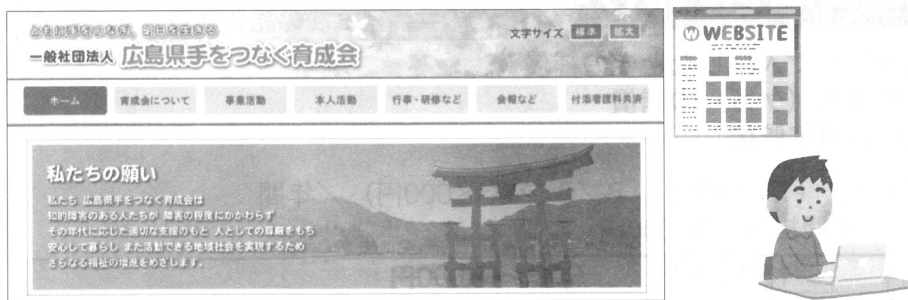 ともに手をつなぎ、明日を生きる
文字サイズ 標準 拡大
一般社団法人 広島県手をつなぐ育成会
ホーム 育成会について 事業活動 本人活動 行事・研修など 会報など 付添看護料共済
私たちの願い
私たち 広島県手をつなぐ育成会は
知的障害のある人たちが 障害の程度にかかわらず
その年代に応じた適切な支援のもと 人としての尊厳をもち
安心して暮らし また活動できる地域社会を実現するため
さらなる福祉の増進をめざします。
W WEBSITE